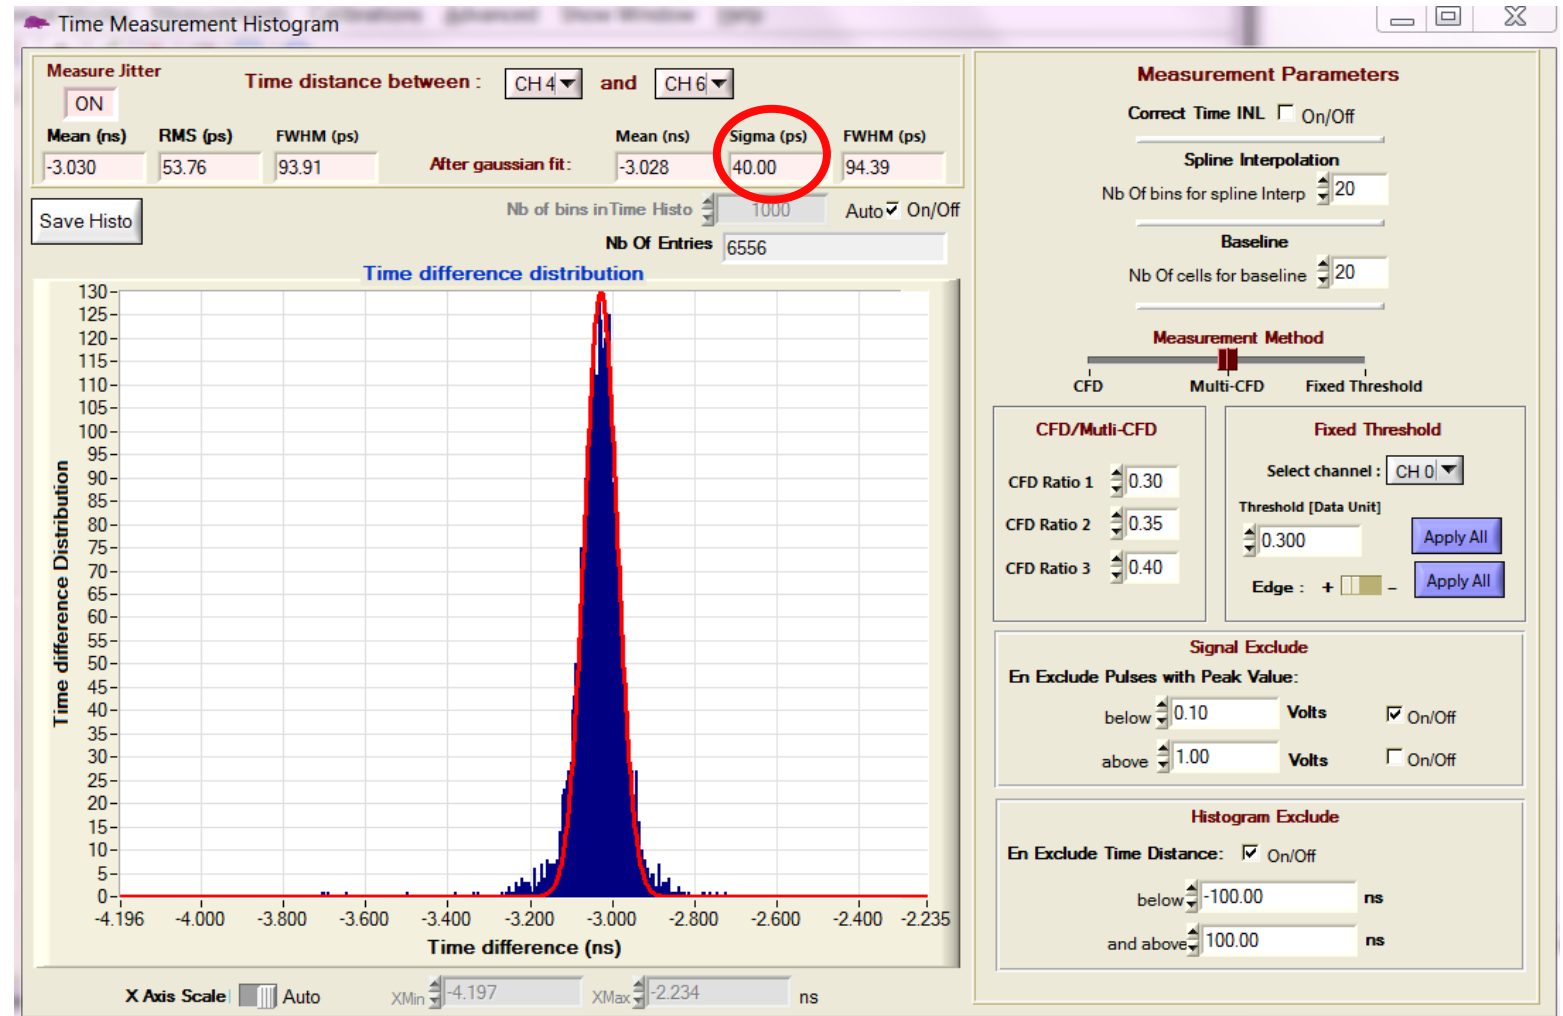 Time Measurement Histogram
Measure Jitter
ON
Time distance between : CH 4 and CH 6
Mean (ns) RMS (ps) FWHM (ps) Mean (ns) Sigma (ps) FWHM (ps)
-3.030 53.76 93.91 After gaussian fit: -3.028 40.00 94.39
Save Histo
Nb of bins in Time Histo 1000 Auto On/Off
Nb Of Entries 6556
Time difference distribution
130
125
120
115
110
105
100
95
90
85
80
75
70
65
60
55
50
45
40
35
30
25
20
15
10
5
0
Time difference Distribution
-4.196 -4.000 -3.800 -3.600 -3.400 -3.200 -3.000 -2.800 -2.600 -2.400 -2.235
Time difference (ns)
X Axis Scale Auto XMin -4.197 XMax -2.234 ns
Measurement Parameters
Correct Time INL On/Off
Spline Interpolation
Nb Of bins for spline Interp 20
Baseline
Nb Of cells for baseline 20
Measurement Method
CFD Multi-CFD Fixed Threshold
CFD/Mutli-CFD
CFD Ratio 1 0.30
CFD Ratio 2 0.35
CFD Ratio 3 0.40
Fixed Threshold
Select channel : CH 0
Threshold [Data Unit]
0.300 Apply All
Edge : + - Apply All
Signal Exclude
En Exclude Pulses with Peak Value:
below 0.10 Volts On/Off
above 1.00 Volts On/Off
Histogram Exclude
En Exclude Time Distance: On/Off
below -100.00 ns
and above 100.00 ns